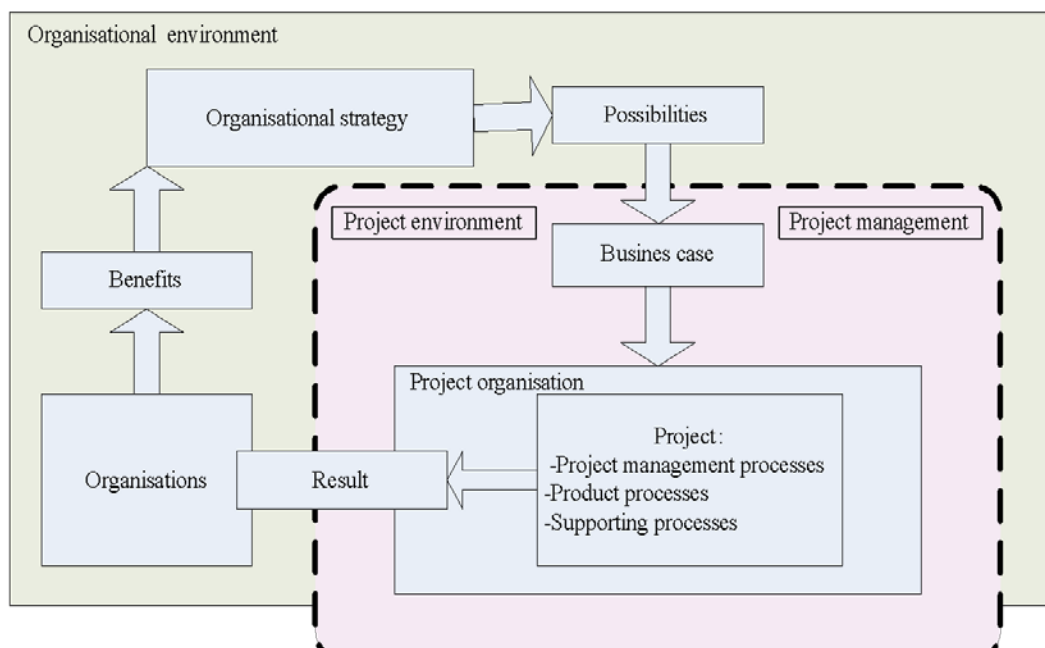 Organisational environment
Organisational strategy
Possibilities
Project environment
Project management
Busines case
Benefits
Project organisation
Project:
-Project management processes
-Product processes
-Supporting processes
Organisations
Result